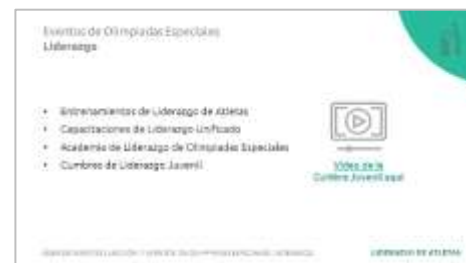 Eventos de Olimpiadas Especiales
Liderazgo
• Entrenamientos de Liderazgo de Atletas
• Capacitaciones de Liderazgo Unificado
• Academia de Liderazgo de Olimpiadas Especiales
• Cumbres de Liderazgo Juvenil
Video de la
Cumbre Juvenil aquí
LIDERAZGO DE ATLETAS